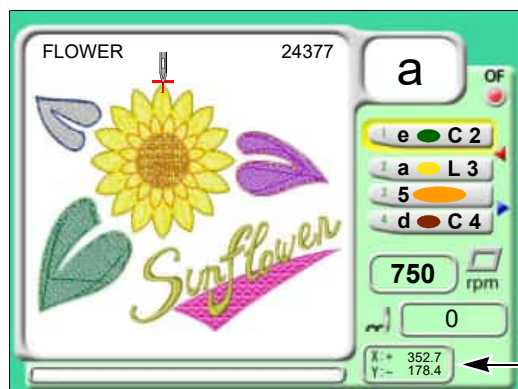 FLOWER 24377
a
OF
1 e C 2
2 a L 3
3 5
4 d C 4
Sunflower
750 rpm
0
X:+ 352.7
Y:- 178.4